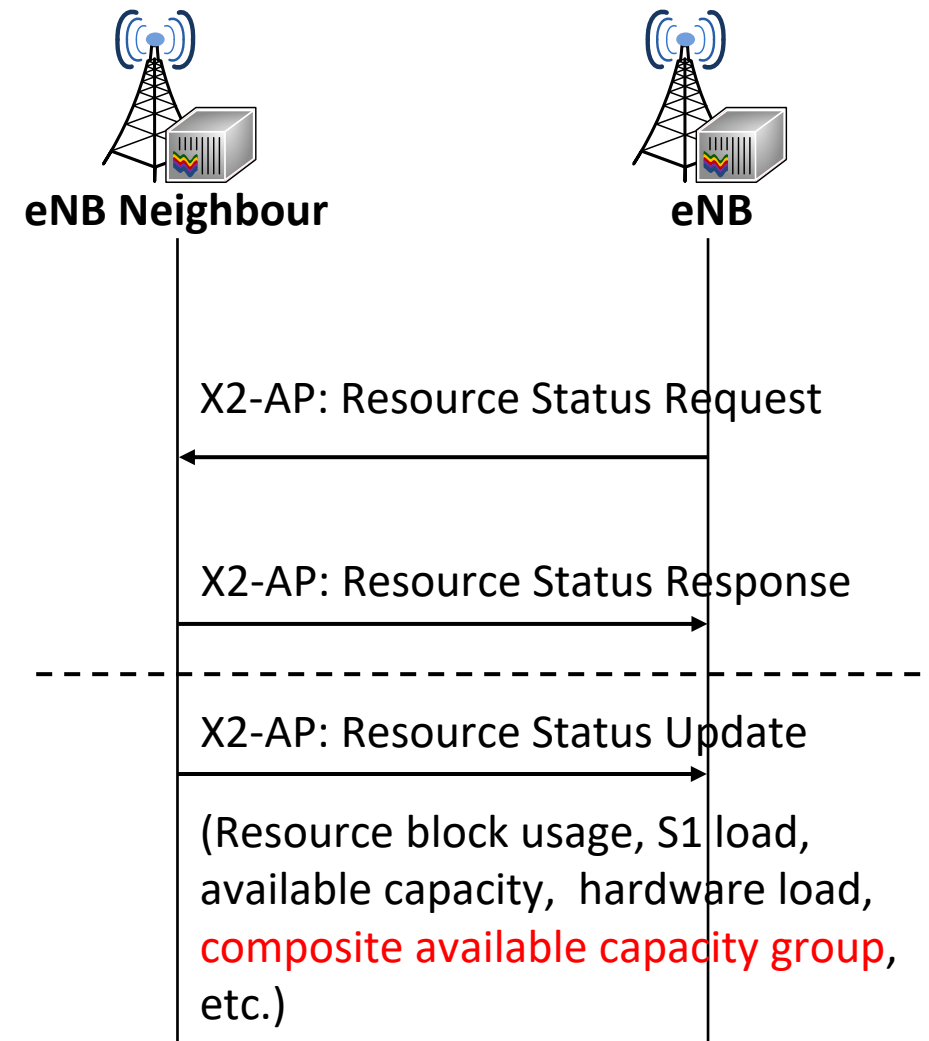 eNB Neighbour
eNB
X2-AP: Resource Status Request
X2-AP: Resource Status Response
X2-AP: Resource Status Update
(Resource block usage, S1 load,
available capacity,  hardware load,
composite available capacity group,
etc.)